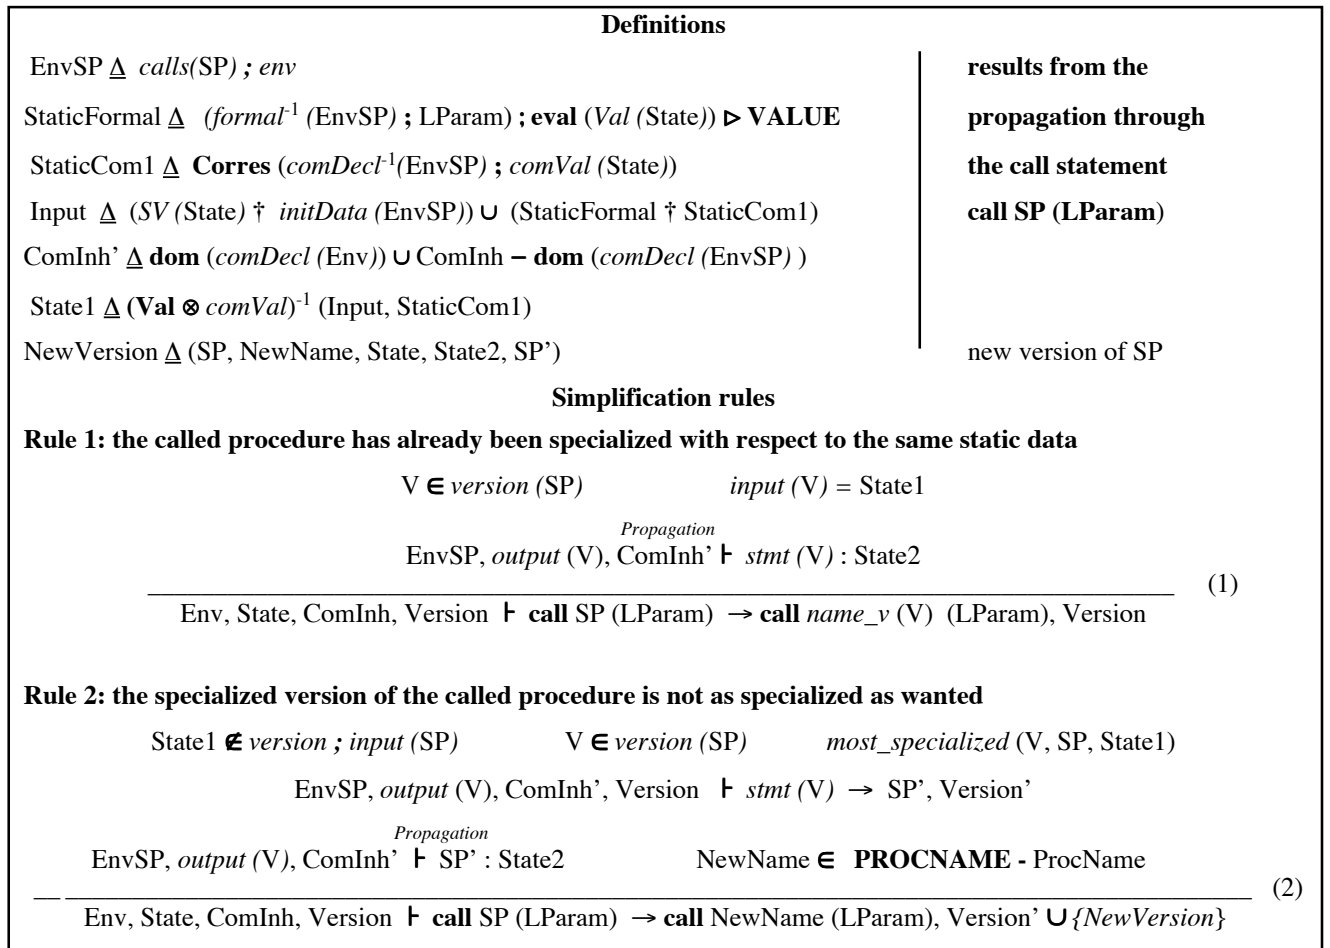 Definitions
EnvSP Δ calls(SP) ; env results from the
StaticFormal Δ (formal⁻¹ (EnvSP) ; LParam) ; eval (Val (State)) ▷ VALUE propagation through
StaticCom1 Δ Corres (comDecl⁻¹(EnvSP) ; comVal (State)) the call statement
Input Δ (SV (State) † initData (EnvSP)) ∪ (StaticFormal † StaticCom1) call SP (LParam)
ComInh’ Δ dom (comDecl (Env)) ∪ ComInh − dom (comDecl (EnvSP) )
State1 Δ (Val ⊗ comVal)⁻¹ (Input, StaticCom1)
NewVersion Δ (SP, NewName, State, State2, SP’) new version of SP
Simplification rules
Rule 1: the called procedure has already been specialized with respect to the same static data
V ∈ version (SP) input (V) = State1
Propagation
EnvSP, output (V), ComInh’ ⊢ stmt (V) : State2
(1)
Env, State, ComInh, Version ⊢ call SP (LParam) → call name_v (V) (LParam), Version
Rule 2: the specialized version of the called procedure is not as specialized as wanted
State1 ∉ version ; input (SP) V ∈ version (SP) most_specialized (V, SP, State1)
EnvSP, output (V), ComInh’, Version ⊢ stmt (V) → SP’, Version’
Propagation
EnvSP, output (V), ComInh’ ⊢ SP’ : State2 NewName ∈ PROCNAME - ProcName
(2)
Env, State, ComInh, Version ⊢ call SP (LParam) → call NewName (LParam), Version’ ∪ {NewVersion}